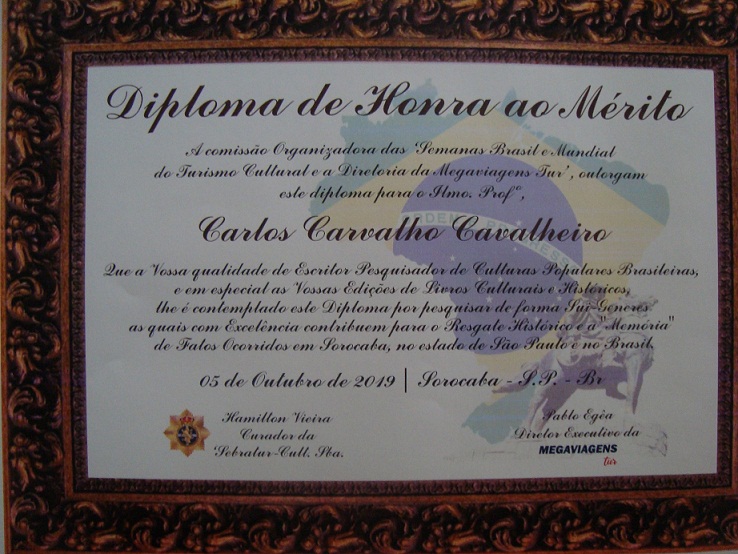 Diploma de Honra ao Mérito
A comissão Organizadora das 'Semanas Brasil e Mundial
do Turismo Cultural e a Diretoria da Megaviagens Tur', outorgam
este diploma para o Ilmo. Profº,
Carlos Carvalho Cavalheiro
Que a Vossa qualidade de Escritor Pesquisador de Culturas Populares Brasileiras,
e em especial as Vossas Edições de Livros Culturais e Históricos,
lhe é contemplado este Diploma por pesquisar de forma Sui-Generes
as quais com Excelência contribuem para o Resgate Histórico e a "Memória"
de Fatos Ocorridos em Sorocaba, no estado de São Paulo e no Brasil.
05 de Outubro de 2019 | Sorocaba - S.P. - Br
Hamilton Vieira
Curador da
'Sobratur-Cult. Sba.
Pablo Egêa
Diretor Executivo da
MEGAVIAGENS
tur